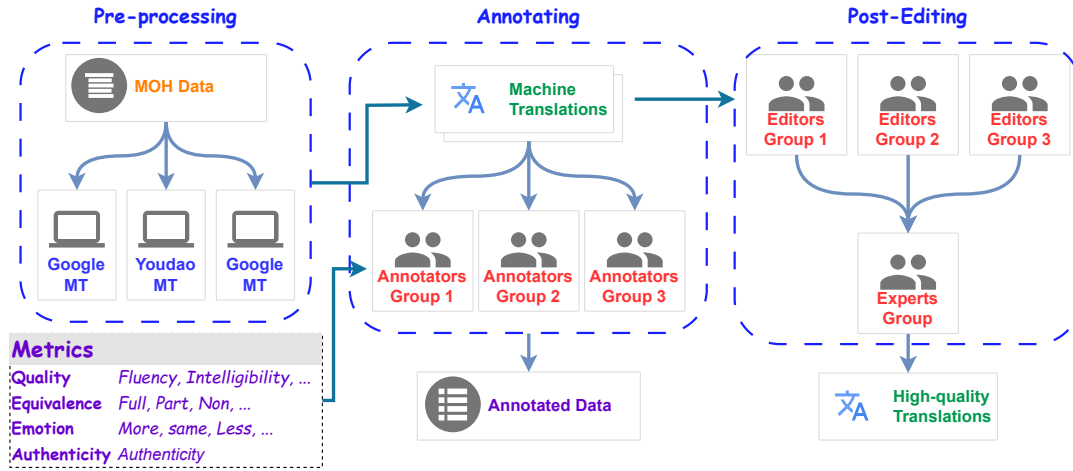 Pre-processing
MOH Data
Google
MT
Youdao
MT
Google
MT
Metrics
Quality Fluency, Intelligibility, ...
Equivalence Full, Part, Non, ...
Emotion More, same, Less, ...
Authenticity Authenticity
Annotating
Machine
Translations
Annotators
Group 1
Annotators
Group 2
Annotators
Group 3
Annotated Data
Post-Editing
Editors
Group 1
Editors
Group 2
Editors
Group 3
Experts
Group
High-quality
Translations